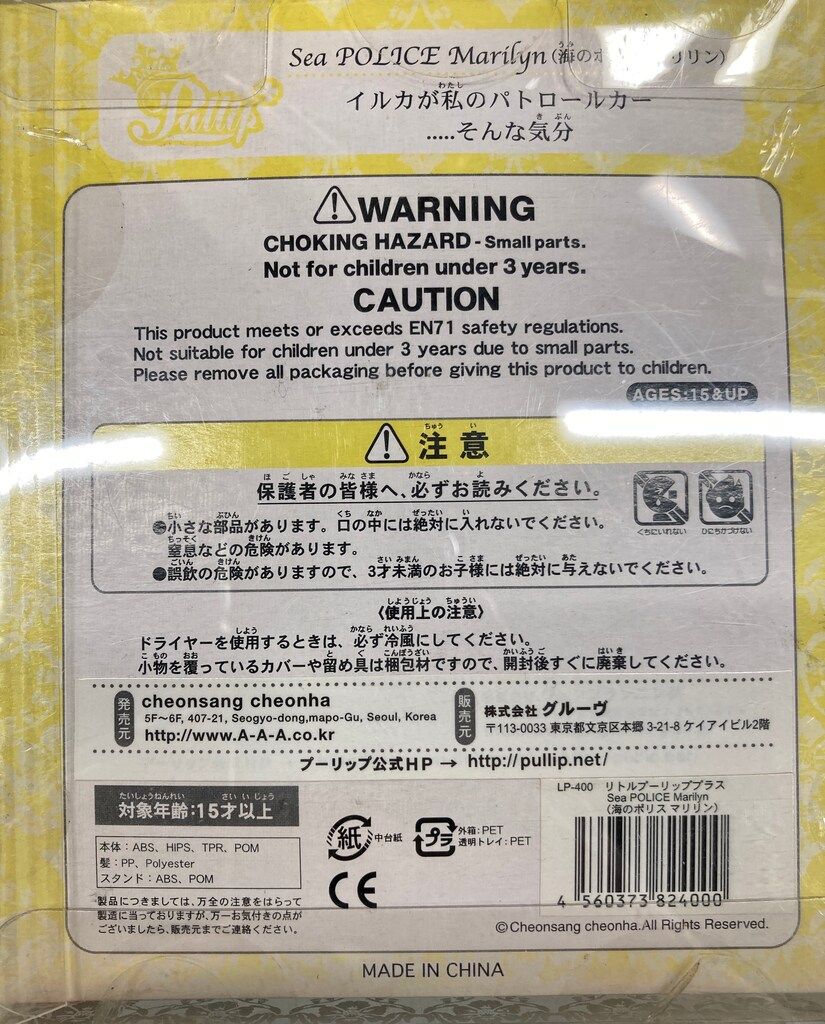 Pullip
Sea POLICE Marilyn (海のポ リリン)
イルカが私のパトロールカー
.....そんな気分
⚠WARNING
CHOKING HAZARD - Small parts.
Not for children under 3 years.
CAUTION
This product meets or exceeds EN71 safety regulations.
Not suitable for children under 3 years due to small parts.
Please remove all packaging before giving this product to children.
AGES:15&UP
⚠注意
保護者の皆様へ、必ずお読みください。
●小さな部品があります。口の中には絶対に入れないでください。
窒息などの危険があります。
●誤飲の危険がありますので、3才未満のお子様には絶対に与えないでください。
くちにいれない
ひにちかづけない
〈使用上の注意〉
ドライヤーを使用するときは、必ず冷風にしてください。
小物を覆っているカバーや留め具は梱包材ですので、開封後すぐに廃棄してください。
発売元
cheonsang cheonha
5F~6F, 407-21, Seogyo-dong,mapo-Gu, Seoul, Korea
http://www.A-A-A.co.kr
販売元
株式会社 グルーヴ
〒113-0033 東京都文京区本郷 3-21-8 ケイアイビル2階
プーリップ公式HP → http://pullip.net/
対象年齢:15才以上
本体:ABS、HIPS、TPR、POM
髪:PP、Polyester
スタンド:ABS、POM
製品につきましては、万全の注意をはらって
製造に当っておりますが、万一お気付きの点が
ございましたら、販売元までご連絡ください。
紙 中台紙
プラ 外箱:PET
透明トレイ:PET
CE
LP-400 リトルプーリッププラス
Sea POLICE Marilyn
(海のポリス マリリン)
4 560373 824000
©Cheonsang cheonha.All Rights Reserved.
MADE IN CHINA